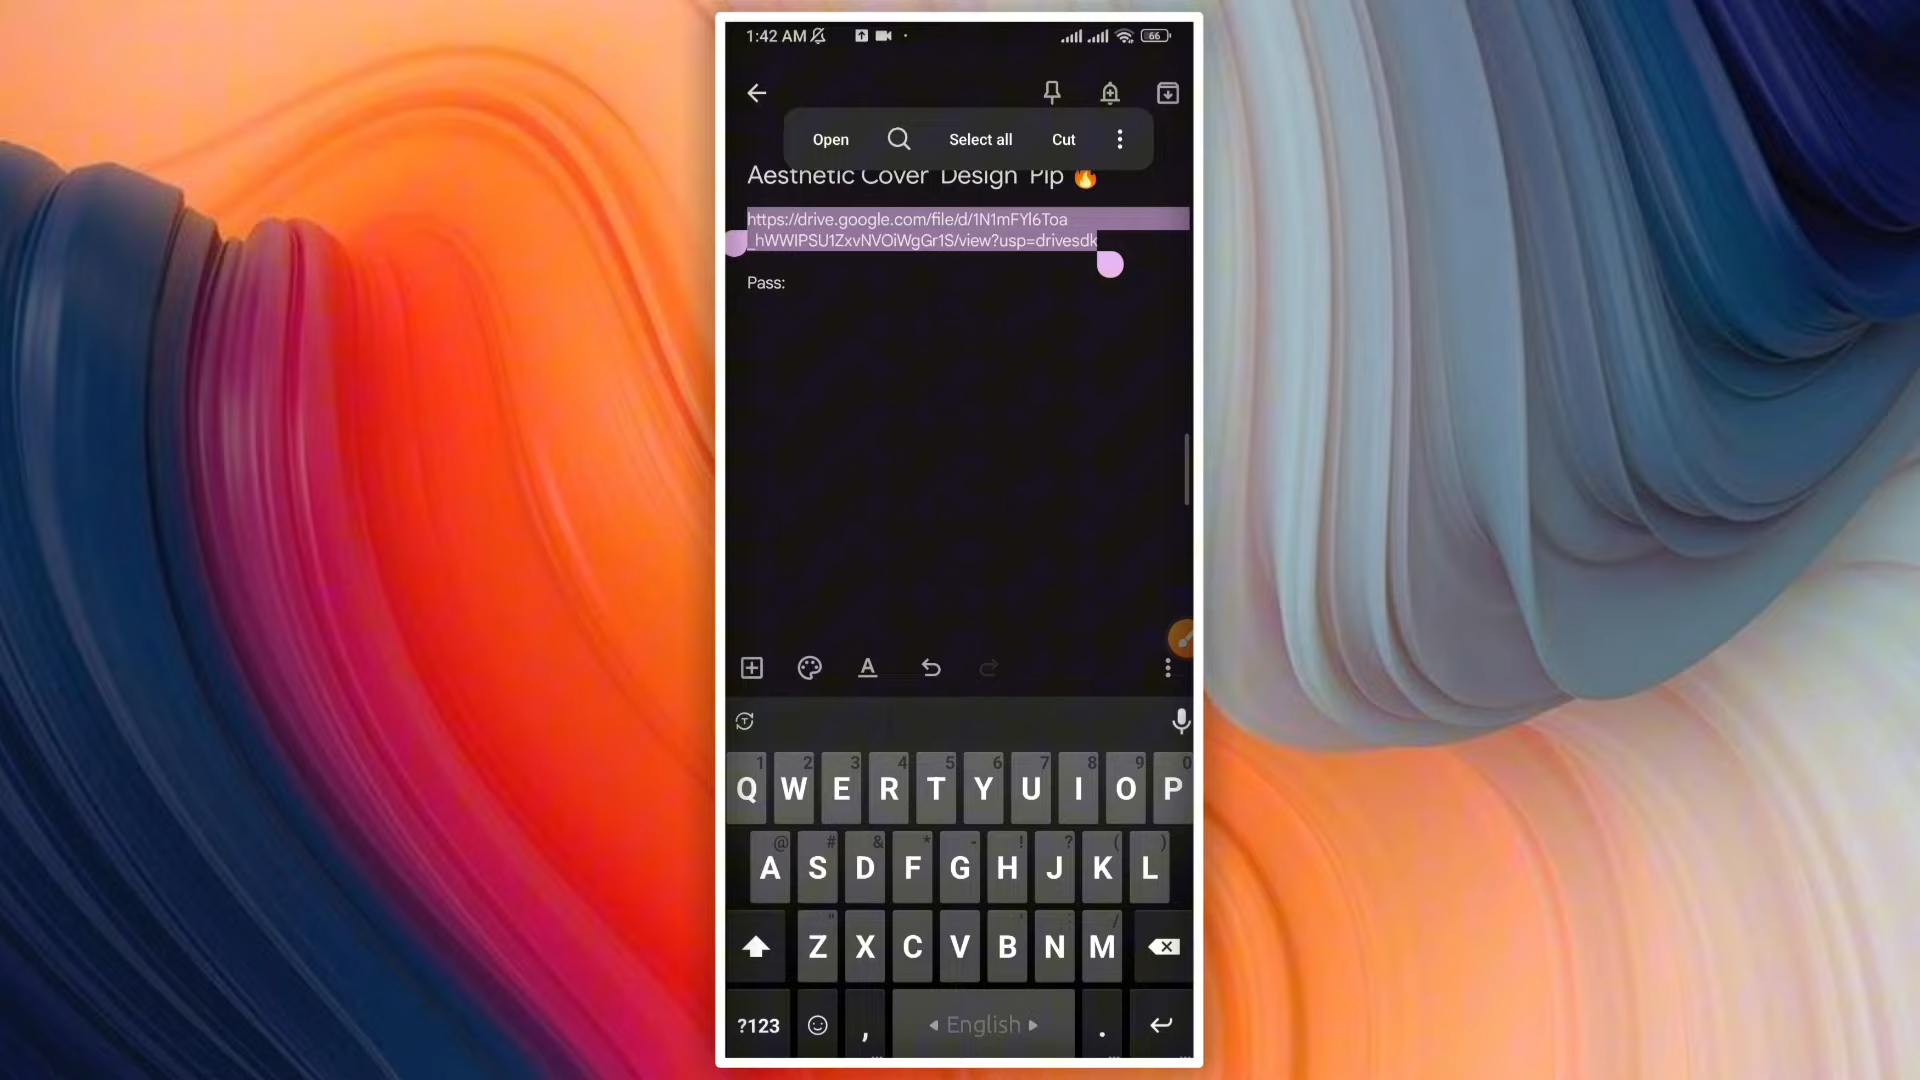 1:42 AM
66
Open Select all Cut
Aesthetic Cover Design Pip 🔥
https://drive.google.com/file/d/1N1mFYl6Toa
_hWWIPSU1ZxvNVOiWgGr1S/view?usp=drivesdk
Pass:
A
T
1 2 3 4 5 6 7 8 9 0
Q W E R T Y U I O P
@ # & * - ! ? ( )
A S D F G H J K L
" ' : /
Z X C V B N M
?123 , English .